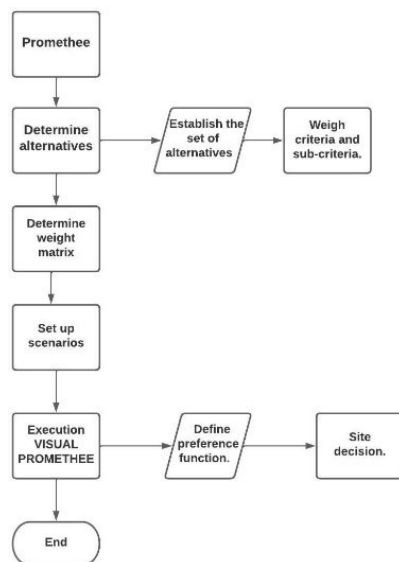 Promethee
Determine
alternatives
Establish the
set of
alternatives
Weigh
criteria and
sub-criteria.
Determine
weight
matrix
Set up
scenarios
Execution
VISUAL
PROMETHEE
Define
preference
function.
Site
decision.
End